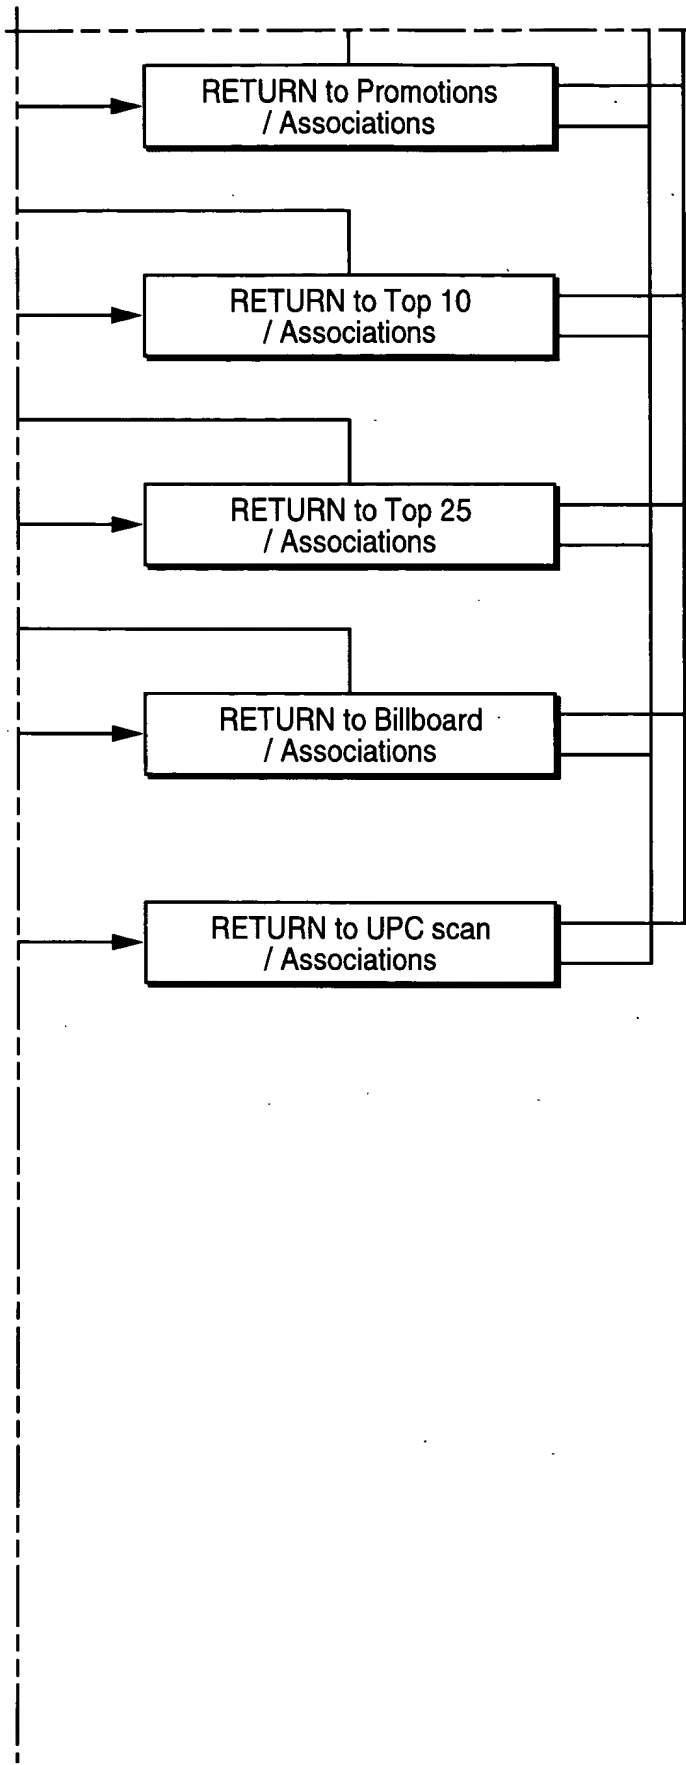 RETURN to Promotions
/ Associations
RETURN to Top 10
/ Associations
RETURN to Top 25
/ Associations
RETURN to Billboard
/ Associations
RETURN to UPC scan
/ Associations